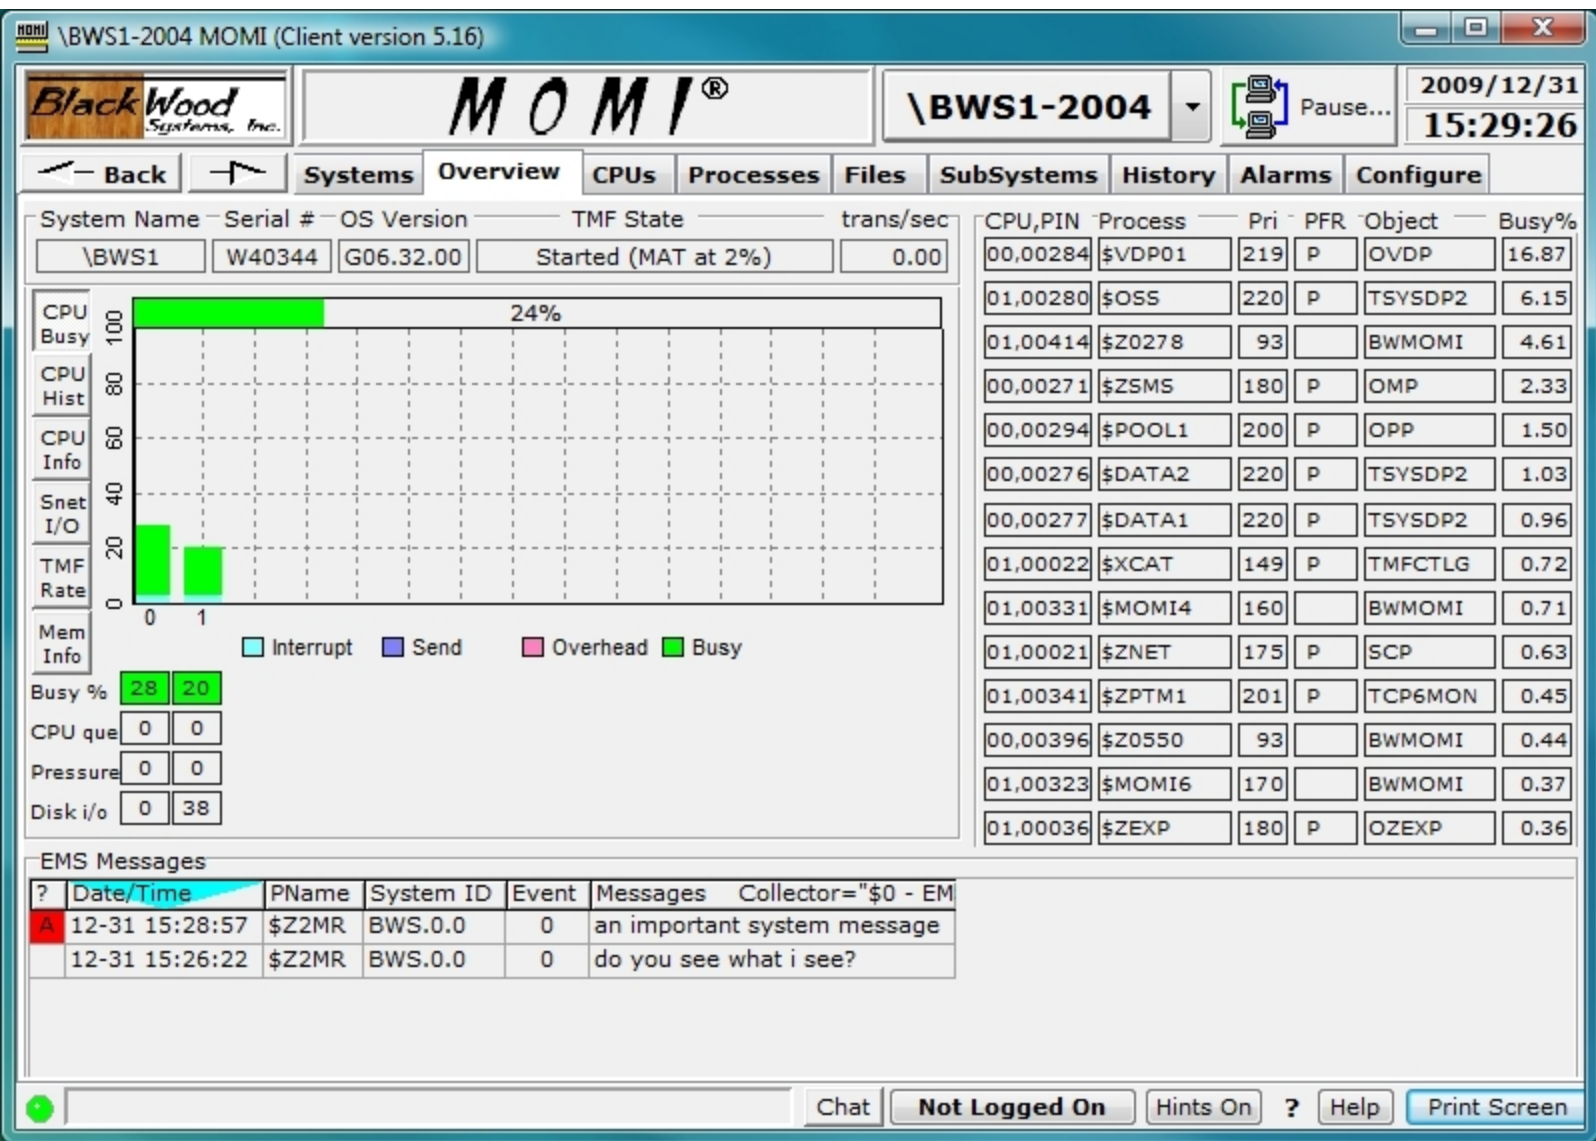 \BWS1-2004 MOMI (Client version 5.16)
BlackWood
Systems, Inc.
MOMI®
\BWS1-2004
Pause...
2009/12/31
15:29:26
Back
Systems Overview CPUs Processes Files SubSystems History Alarms Configure
System Name Serial # OS Version TMF State trans/sec
\BWS1 W40344 G06.32.00 Started (MAT at 2%) 0.00
CPU Busy
CPU Hist
CPU Info
Snet I/O
TMF Rate
Mem Info
24%
100
80
60
40
20
0
0 1
Interrupt Send Overhead Busy
Busy % 28 20
CPU que 0 0
Pressure 0 0
Disk i/o 0 38
CPU,PIN Process Pri PFR Object Busy%
00,00284 $VDP01 219 P OVDP 16.87
01,00280 $OSS 220 P TSYSDP2 6.15
01,00414 $Z0278 93 BWMOMI 4.61
00,00271 $ZSMS 180 P OMP 2.33
00,00294 $POOL1 200 P OPP 1.50
00,00276 $DATA2 220 P TSYSDP2 1.03
00,00277 $DATA1 220 P TSYSDP2 0.96
01,00022 $XCAT 149 P TMFCTLG 0.72
01,00331 $MOMI4 160 BWMOMI 0.71
01,00021 $ZNET 175 P SCP 0.63
01,00341 $ZPTM1 201 P TCP6MON 0.45
00,00396 $Z0550 93 BWMOMI 0.44
01,00323 $MOMI6 170 BWMOMI 0.37
01,00036 $ZEXP 180 P OZEXP 0.36
EMS Messages
? Date/Time PName System ID Event Messages Collector="$0 - EM
A 12-31 15:28:57 $Z2MR BWS.0.0 0 an important system message
12-31 15:26:22 $Z2MR BWS.0.0 0 do you see what i see?
Chat Not Logged On Hints On ? Help Print Screen